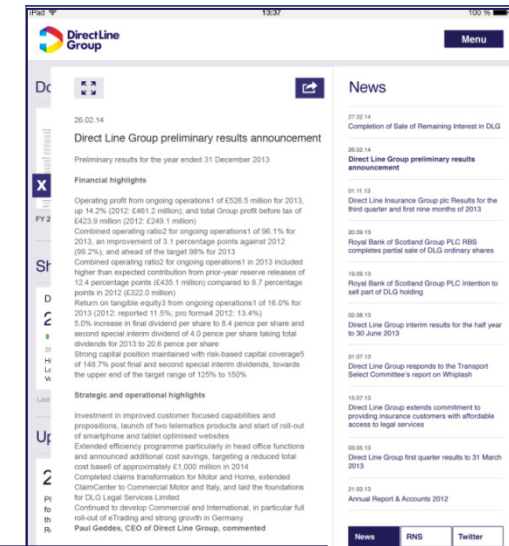 iPad
13:37
100 %
DirectLine
Group
Menu
Do
X
FY 2
Sh
D
2
Hi
Lo
Vo
Last
Up
2
Pl
fo
th
R
26.02.14
Direct Line Group preliminary results announcement
Preliminary results for the year ended 31 December 2013
Financial highlights
Operating profit from ongoing operations1 of £526.5 million for 2013,
up 14.2% (2012: £461.2 million); and total Group profit before tax of
£423.9 million (2012: £249.1 million)
Combined operating ratio2 for ongoing operations1 of 96.1% for
2013, an improvement of 3.1 percentage points against 2012
(99.2%), and ahead of the target 98% for 2013
Combined operating ratio2 for ongoing operations1 in 2013 included
higher than expected contribution from prior-year reserve releases of
12.4 percentage points (£435.1 million) compared to 8.7 percentage
points in 2012 (£322.0 million)
Return on tangible equity3 from ongoing operations1 of 16.0% for
2013 (2012: reported 11.5%; pro forma4 2012: 13.4%)
5.0% increase in final dividend per share to 8.4 pence per share and
second special interim dividend of 4.0 pence per share taking total
dividends for 2013 to 20.6 pence per share
Strong capital position maintained with risk-based capital coverage5
of 148.7% post final and second special interim dividends, towards
the upper end of the target range of 125% to 150%
Strategic and operational highlights
Investment in improved customer focused capabilities and
propositions, launch of two telematics products and start of roll-out
of smartphone and tablet optimised websites
Extended efficiency programme particularly in head office functions
and announced additional cost savings, targeting a reduced total
cost base6 of approximately £1,000 million in 2014
Completed claims transformation for Motor and Home, extended
ClaimCenter to Commercial Motor and Italy, and laid the foundations
for DLG Legal Services Limited
Continued to develop Commercial and International, in particular full
roll-out of eTrading and strong growth in Germany
Paul Geddes, CEO of Direct Line Group, commented
News
27.02.14
Completion of Sale of Remaining Interest in DLG
26.02.14
Direct Line Group preliminary results
announcement
01.11.13
Direct Line Insurance Group plc Results for the
third quarter and first nine months of 2013
20.09.13
Royal Bank of Scotland Group PLC RBS
completes partial sale of DLG ordinary shares
19.09.13
Royal Bank of Scotland Group PLC Intention to
sell part of DLG holding
02.08.13
Direct Line Group interim results for the half year
to 30 June 2013
31.07.13
Direct Line Group responds to the Transport
Select Committee's report on Whiplash
15.07.13
Direct Line Group extends commitment to
providing insurance customers with affordable
access to legal services
03.05.13
Direct Line Group first quarter results to 31 March
2013
21.03.13
Annual Report & Accounts 2012
News
RNS
Twitter